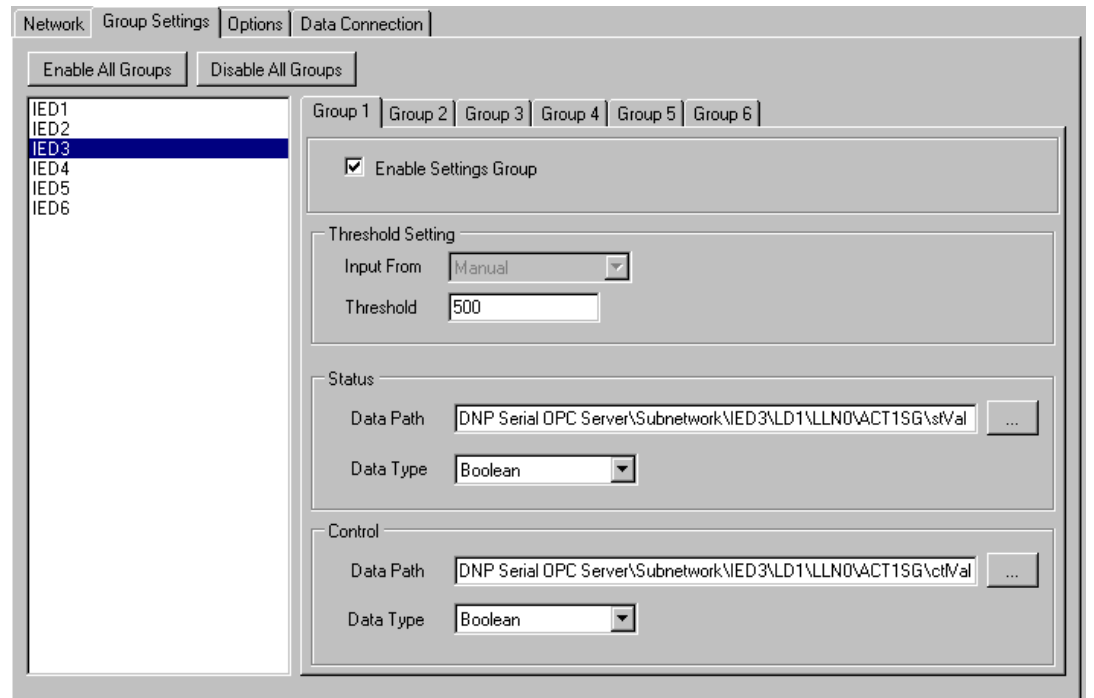 Network Group Settings Options Data Connection
Enable All Groups Disable All Groups
IED1
IED2
IED3
IED4
IED5
IED6
Group 1 Group 2 Group 3 Group 4 Group 5 Group 6
Enable Settings Group
Threshold Setting
Input From Manual
Threshold 500
Status
Data Path DNP Serial OPC Server\Subnetwork\IED3\LD1\LLN0\ACT1SG\stVal ...
Data Type Boolean
Control
Data Path DNP Serial OPC Server\Subnetwork\IED3\LD1\LLN0\ACT1SG\ctlVal ...
Data Type Boolean